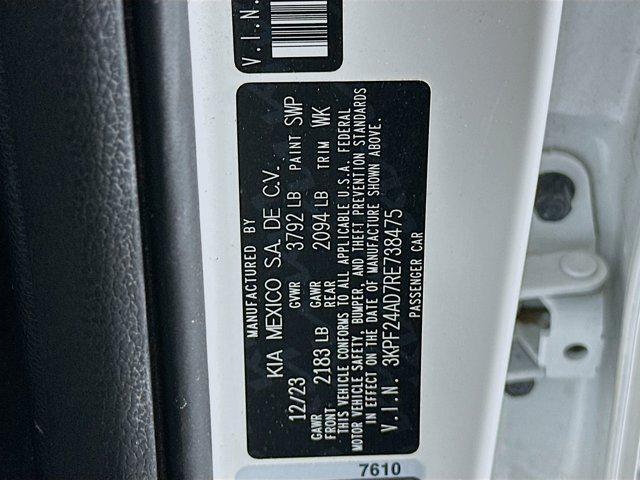 V.I.N.
MANUFACTURED BY
KIA MEXICO S.A. DE C.V.
12/23 GVWR 3792 LB PAINT SWP
GAWR FRONT 2183 LB GAWR REAR 2094 LB TRIM WK
THIS VEHICLE CONFORMS TO ALL APPLICABLE U.S.A. FEDERAL
MOTOR VEHICLE SAFETY, BUMPER, AND THEFT PREVENTION STANDARDS
IN EFFECT ON THE DATE OF MANUFACTURE SHOWN ABOVE.
V.I.N. 3KPF24AD7RE738475
PASSENGER CAR
7610